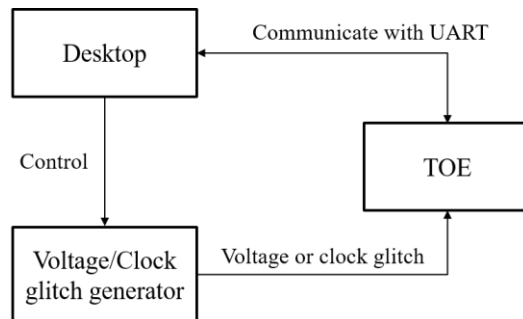 Communicate with UART
Desktop
Control
TOE
Voltage/Clock
glitch generator
Voltage or clock glitch